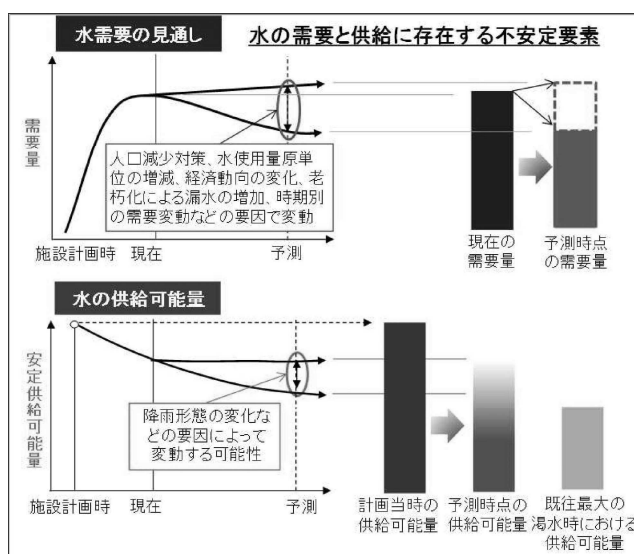 水需要の見通し
水の需要と供給に存在する不安定要素
需要量
人口減少対策、水使用量原単
位の増減、経済動向の変化、老
朽化による漏水の増加、時期別
の需要変動などの要因で変動
施設計画時
現在
予測
現在の
需要量
予測時点
の需要量
水の供給可能量
安定供給可能量
降雨形態の変化な
どの要因によって
変動する可能性
施設計画時
現在
予測
計画当時の
供給可能量
予測時点の
供給可能量
既往最大の
渇水時における
供給可能量